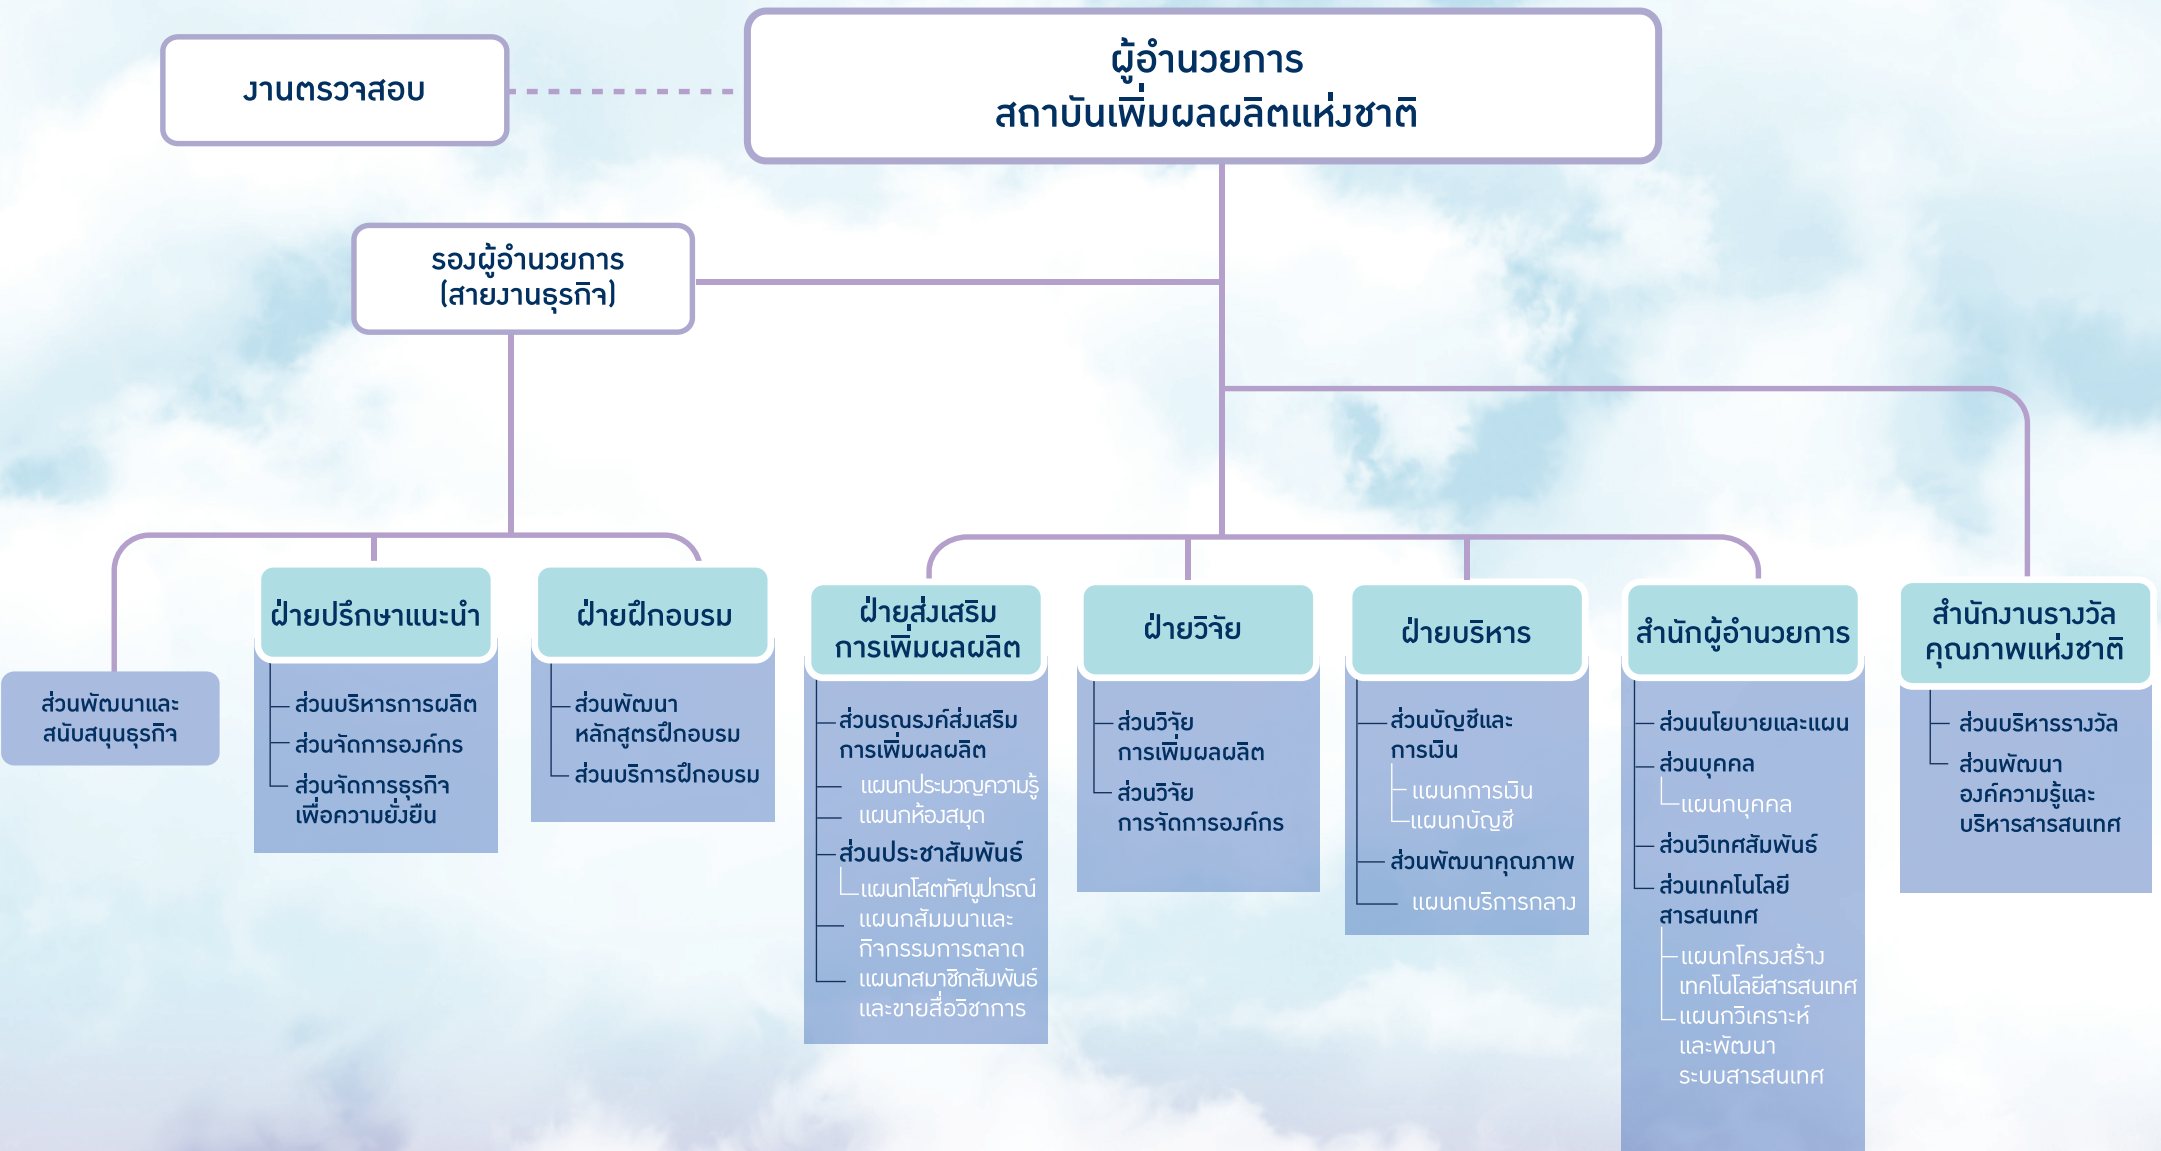 งานตรวจสอบ
ผู้อำนวยการ
สถาบันเพิ่มผลผลิตแห่งชาติ
รองผู้อำนวยการ
(สายงานธุรกิจ)
ส่วนพัฒนาและ
สนับสนุนธุรกิจ
ฝ่ายปรึกษาแนะนำ
ส่วนบริหารการผลิต
ส่วนจัดการองค์กร
ส่วนจัดการธุรกิจ
เพื่อความยั่งยืน
ฝ่ายฝึกอบรม
ส่วนพัฒนา
หลักสูตรฝึกอบรม
ส่วนบริการฝึกอบรม
ฝ่ายส่งเสริม
การเพิ่มผลผลิต
ส่วนรณรงค์ส่งเสริม
การเพิ่มผลผลิต
แผนกประมวญความรู้
แผนกห้องสมุด
ส่วนประชาสัมพันธ์
แผนกโสตทัศนูปกรณ์
แผนกสัมมนาและ
กิจกรรมการตลาด
แผนกสมาชิกสัมพันธ์
และขายสื่อวิชาการ
ฝ่ายวิจัย
ส่วนวิจัย
การเพิ่มผลผลิต
ส่วนวิจัย
การจัดการองค์กร
ฝ่ายบริหาร
ส่วนบัญชีและ
การเงิน
แผนกการเงิน
แผนกบัญชี
ส่วนพัฒนาคุณภาพ
แผนกบริการกลาง
สำนักผู้อำนวยการ
ส่วนนโยบายและแผน
ส่วนบุคคล
แผนกบุคคล
ส่วนวิเทศสัมพันธ์
ส่วนเทคโนโลยี
สารสนเทศ
แผนกโครงสร้าง
เทคโนโลยีสารสนเทศ
แผนกวิเคราะห์
และพัฒนา
ระบบสารสนเทศ
สำนักงานรางวัล
คุณภาพแห่งชาติ
ส่วนบริหารรางวัล
ส่วนพัฒนา
องค์ความรู้และ
บริหารสารสนเทศ